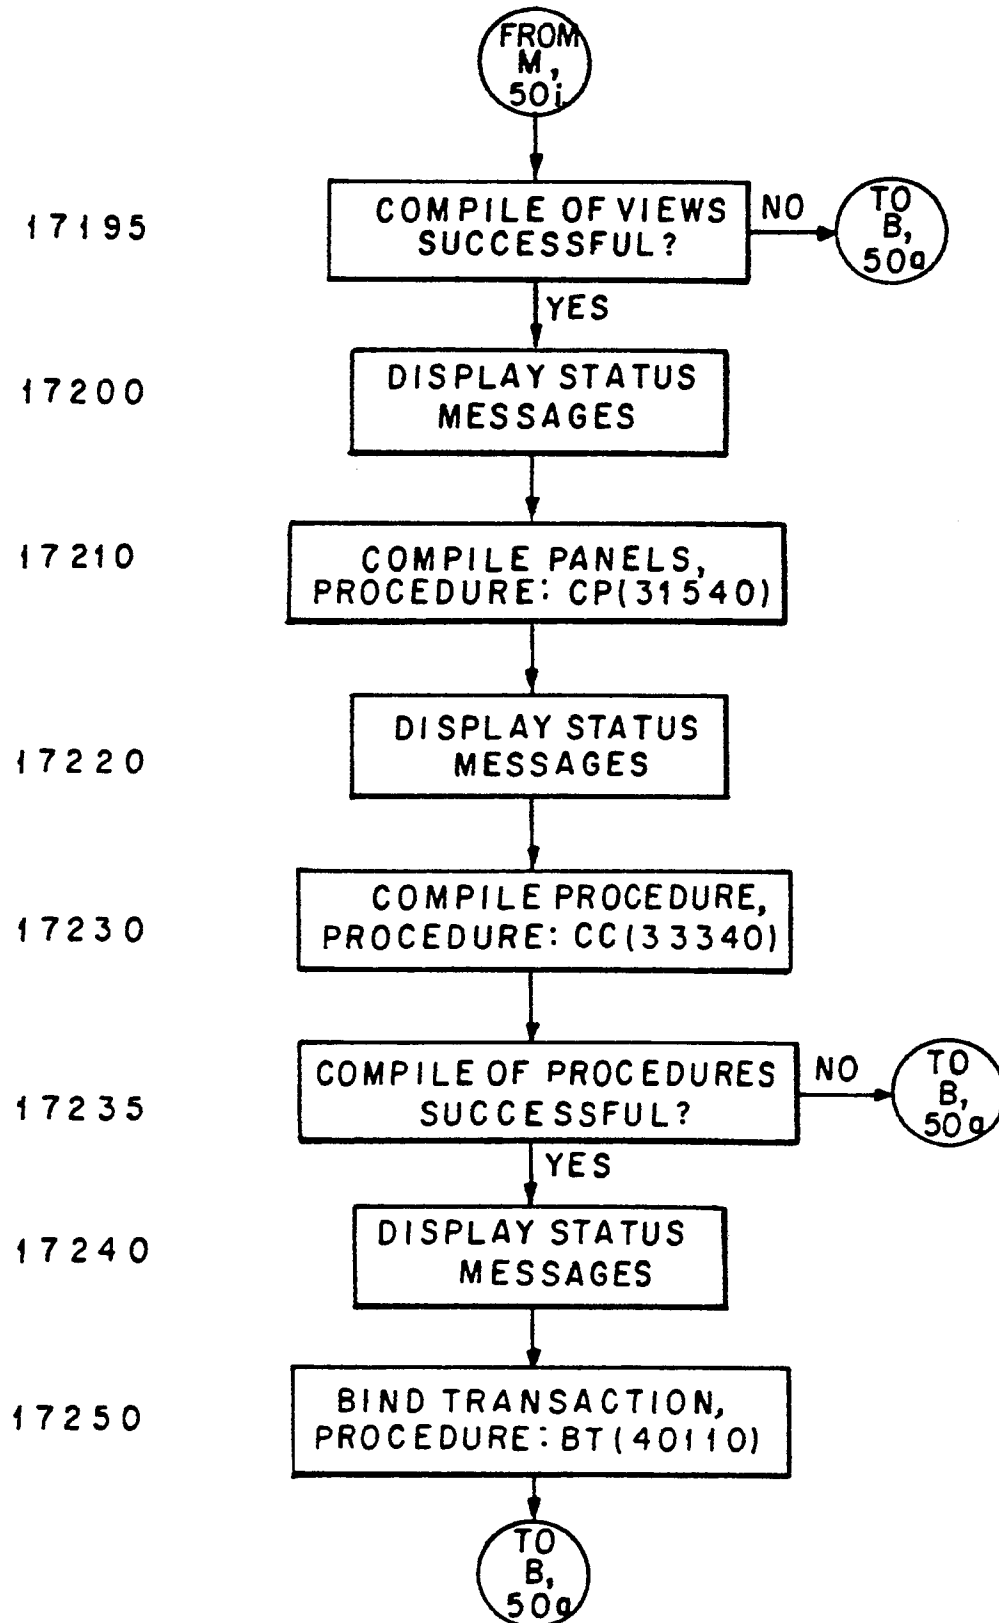 FROM
M,
50i
17195
COMPILE OF VIEWS
SUCCESSFUL?
NO
TO
B,
50a
YES
17200
DISPLAY STATUS
MESSAGES
17210
COMPILE PANELS,
PROCEDURE: CP(31540)
17220
DISPLAY STATUS
MESSAGES
17230
COMPILE PROCEDURE,
PROCEDURE: CC(33340)
17235
COMPILE OF PROCEDURES
SUCCESSFUL?
NO
TO
B,
50a
YES
17240
DISPLAY STATUS
MESSAGES
17250
BIND TRANSACTION,
PROCEDURE: BT(40110)
TO
B,
50a